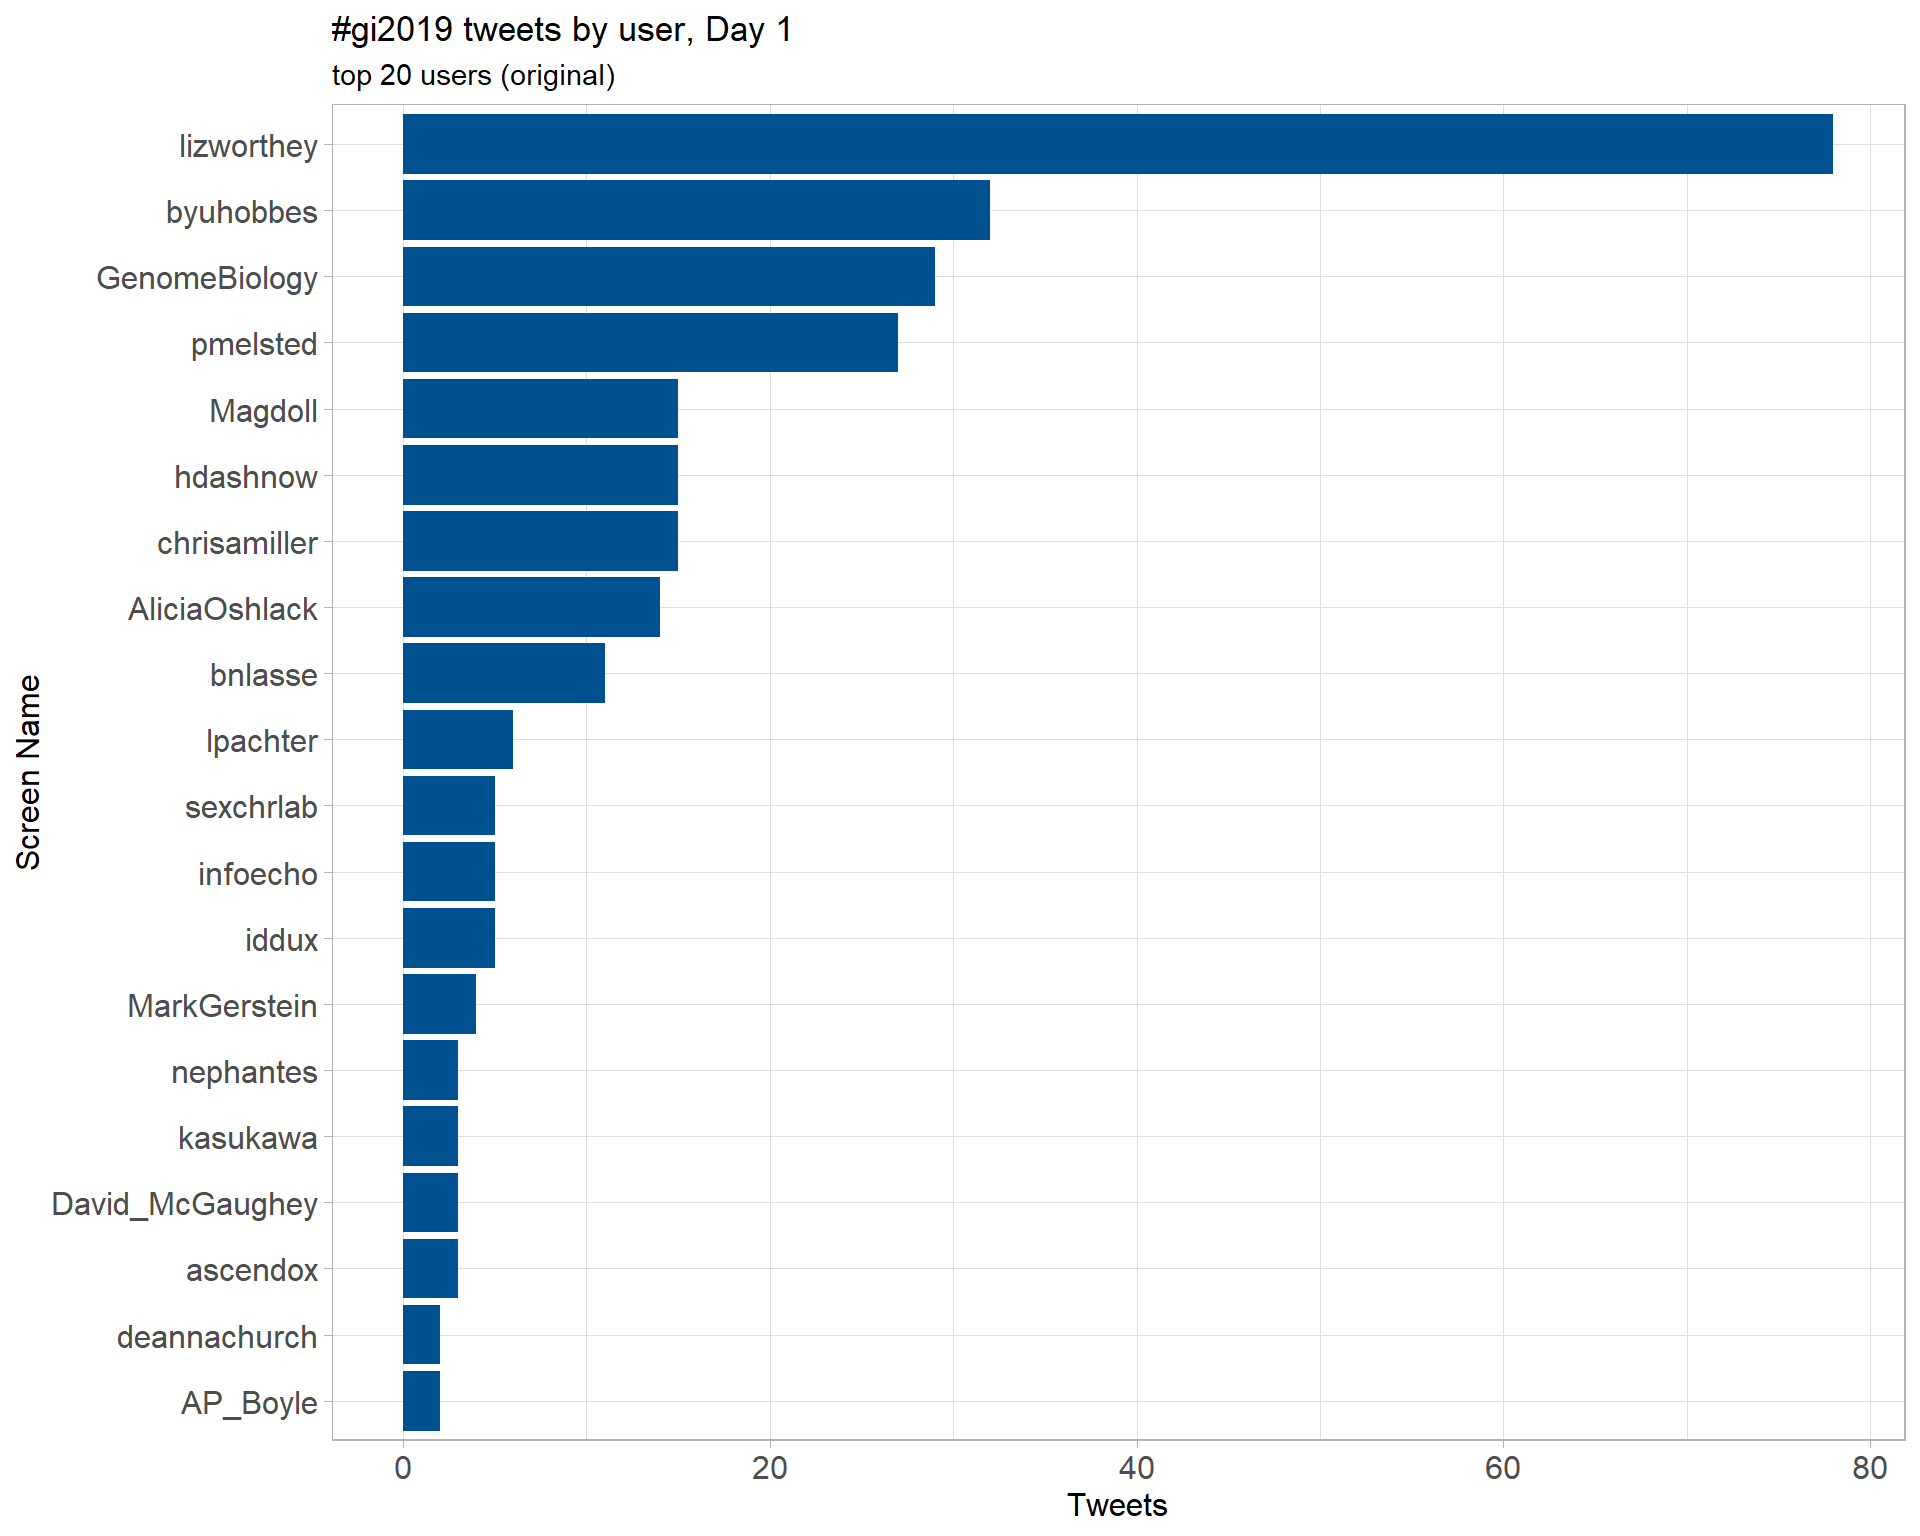 #gi2019 tweets by user, Day 1
top 20 users (original)
lizworthey
byuhobbes
GenomeBiology
pmelsted
Magdoll
hdashnow
chrisamiller
AliciaOshlack
bnlasse
lpachter
sexchrlab
infoecho
iddux
MarkGerstein
nephantes
kasukawa
David_McGaughey
ascendox
deannachurch
AP_Boyle
Screen Name
0 20 40 60 80
Tweets